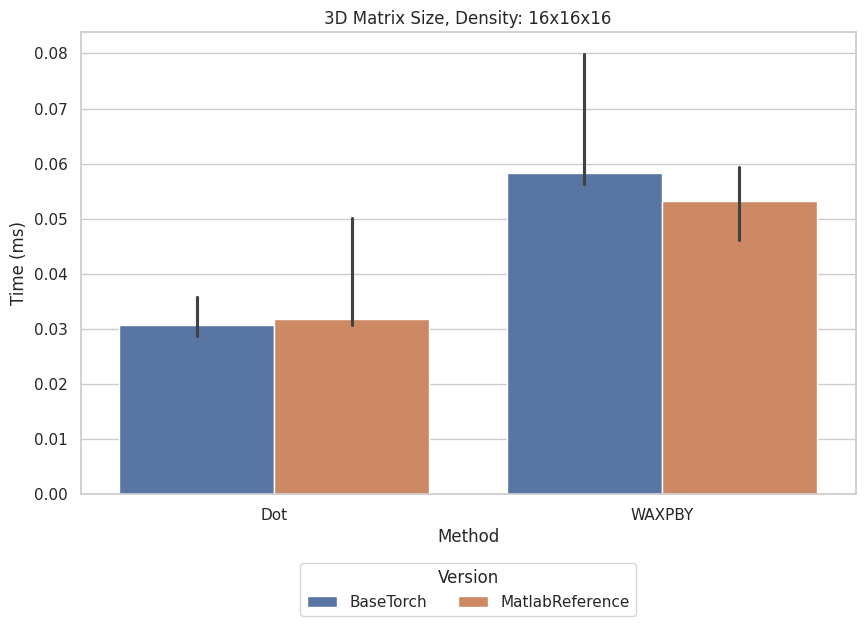 3D Matrix Size, Density: 16x16x16
Time (ms)
0.08
0.07
0.06
0.05
0.04
0.03
0.02
0.01
0.00
Dot
WAXPBY
Method
Version
BaseTorch
MatlabReference